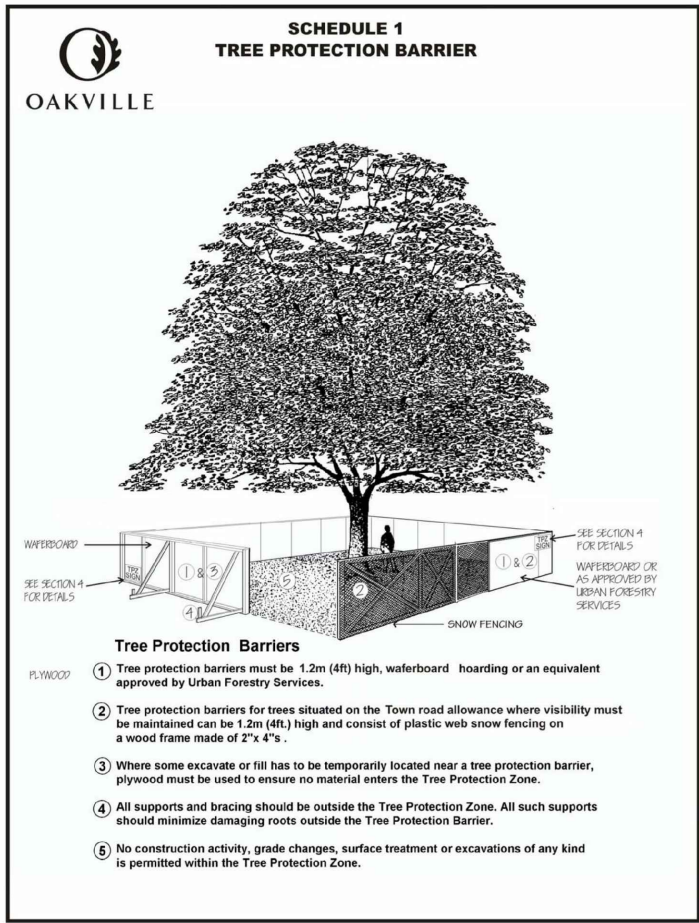 SCHEDULE 1
TREE PROTECTION BARRIER
OAKVILLE
WAFERBOARD
TPZ
SIGN
1 & 3
SEE SECTION 4
FOR DETAILS
4
5
2
TPZ
SIGN
1 & 2
SEE SECTION 4
FOR DETAILS
WAFERBOARD OR
AS APPROVED BY
URBAN FORESTRY
SERVICES
SNOW FENCING
Tree Protection Barriers
PLYWOOD
1 Tree protection barriers must be 1.2m (4ft) high, waferboard hoarding or an equivalent
approved by Urban Forestry Services.
2 Tree protection barriers for trees situated on the Town road allowance where visibility must
be maintained can be 1.2m (4ft.) high and consist of plastic web snow fencing on
a wood frame made of 2"x 4"s .
3 Where some excavate or fill has to be temporarily located near a tree protection barrier,
plywood must be used to ensure no material enters the Tree Protection Zone.
4 All supports and bracing should be outside the Tree Protection Zone. All such supports
should minimize damaging roots outside the Tree Protection Barrier.
5 No construction activity, grade changes, surface treatment or excavations of any kind
is permitted within the Tree Protection Zone.